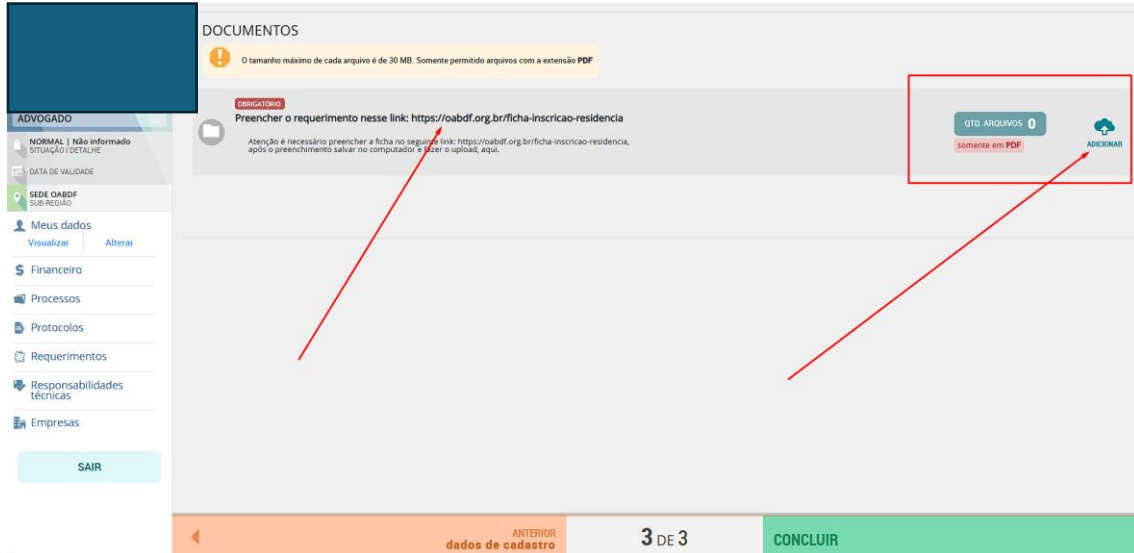 DOCUMENTOS
O tamanho máximo de cada arquivo é de 30 MB. Somente permitido arquivos com a extensão PDF
OBRIGATÓRIO
Preencher o requerimento nesse link: https://oabdf.org.br/ficha-inscricao-residencia
Atenção é necessário preencher a ficha no seguinte link: https://oabdf.org.br/ficha-inscricao-residencia,
após o preenchimento salvar no computador e fazer o upload, aqui.
QTD ARQUIVOS 0
somente em PDF
ADICIONAR
ADVOGADO
NORMAL | Não informado
SITUAÇÃO | DETALHE
DATA DE VALIDADE
SEDE OABDF
SUB-REGIÃO
Meus dados
Visualizar Alterar
Financeiro
Processos
Protocolos
Requerimentos
Responsabilidades
técnicas
Empresas
SAIR
ANTERIOR
dados de cadastro
3 DE 3
CONCLUIR